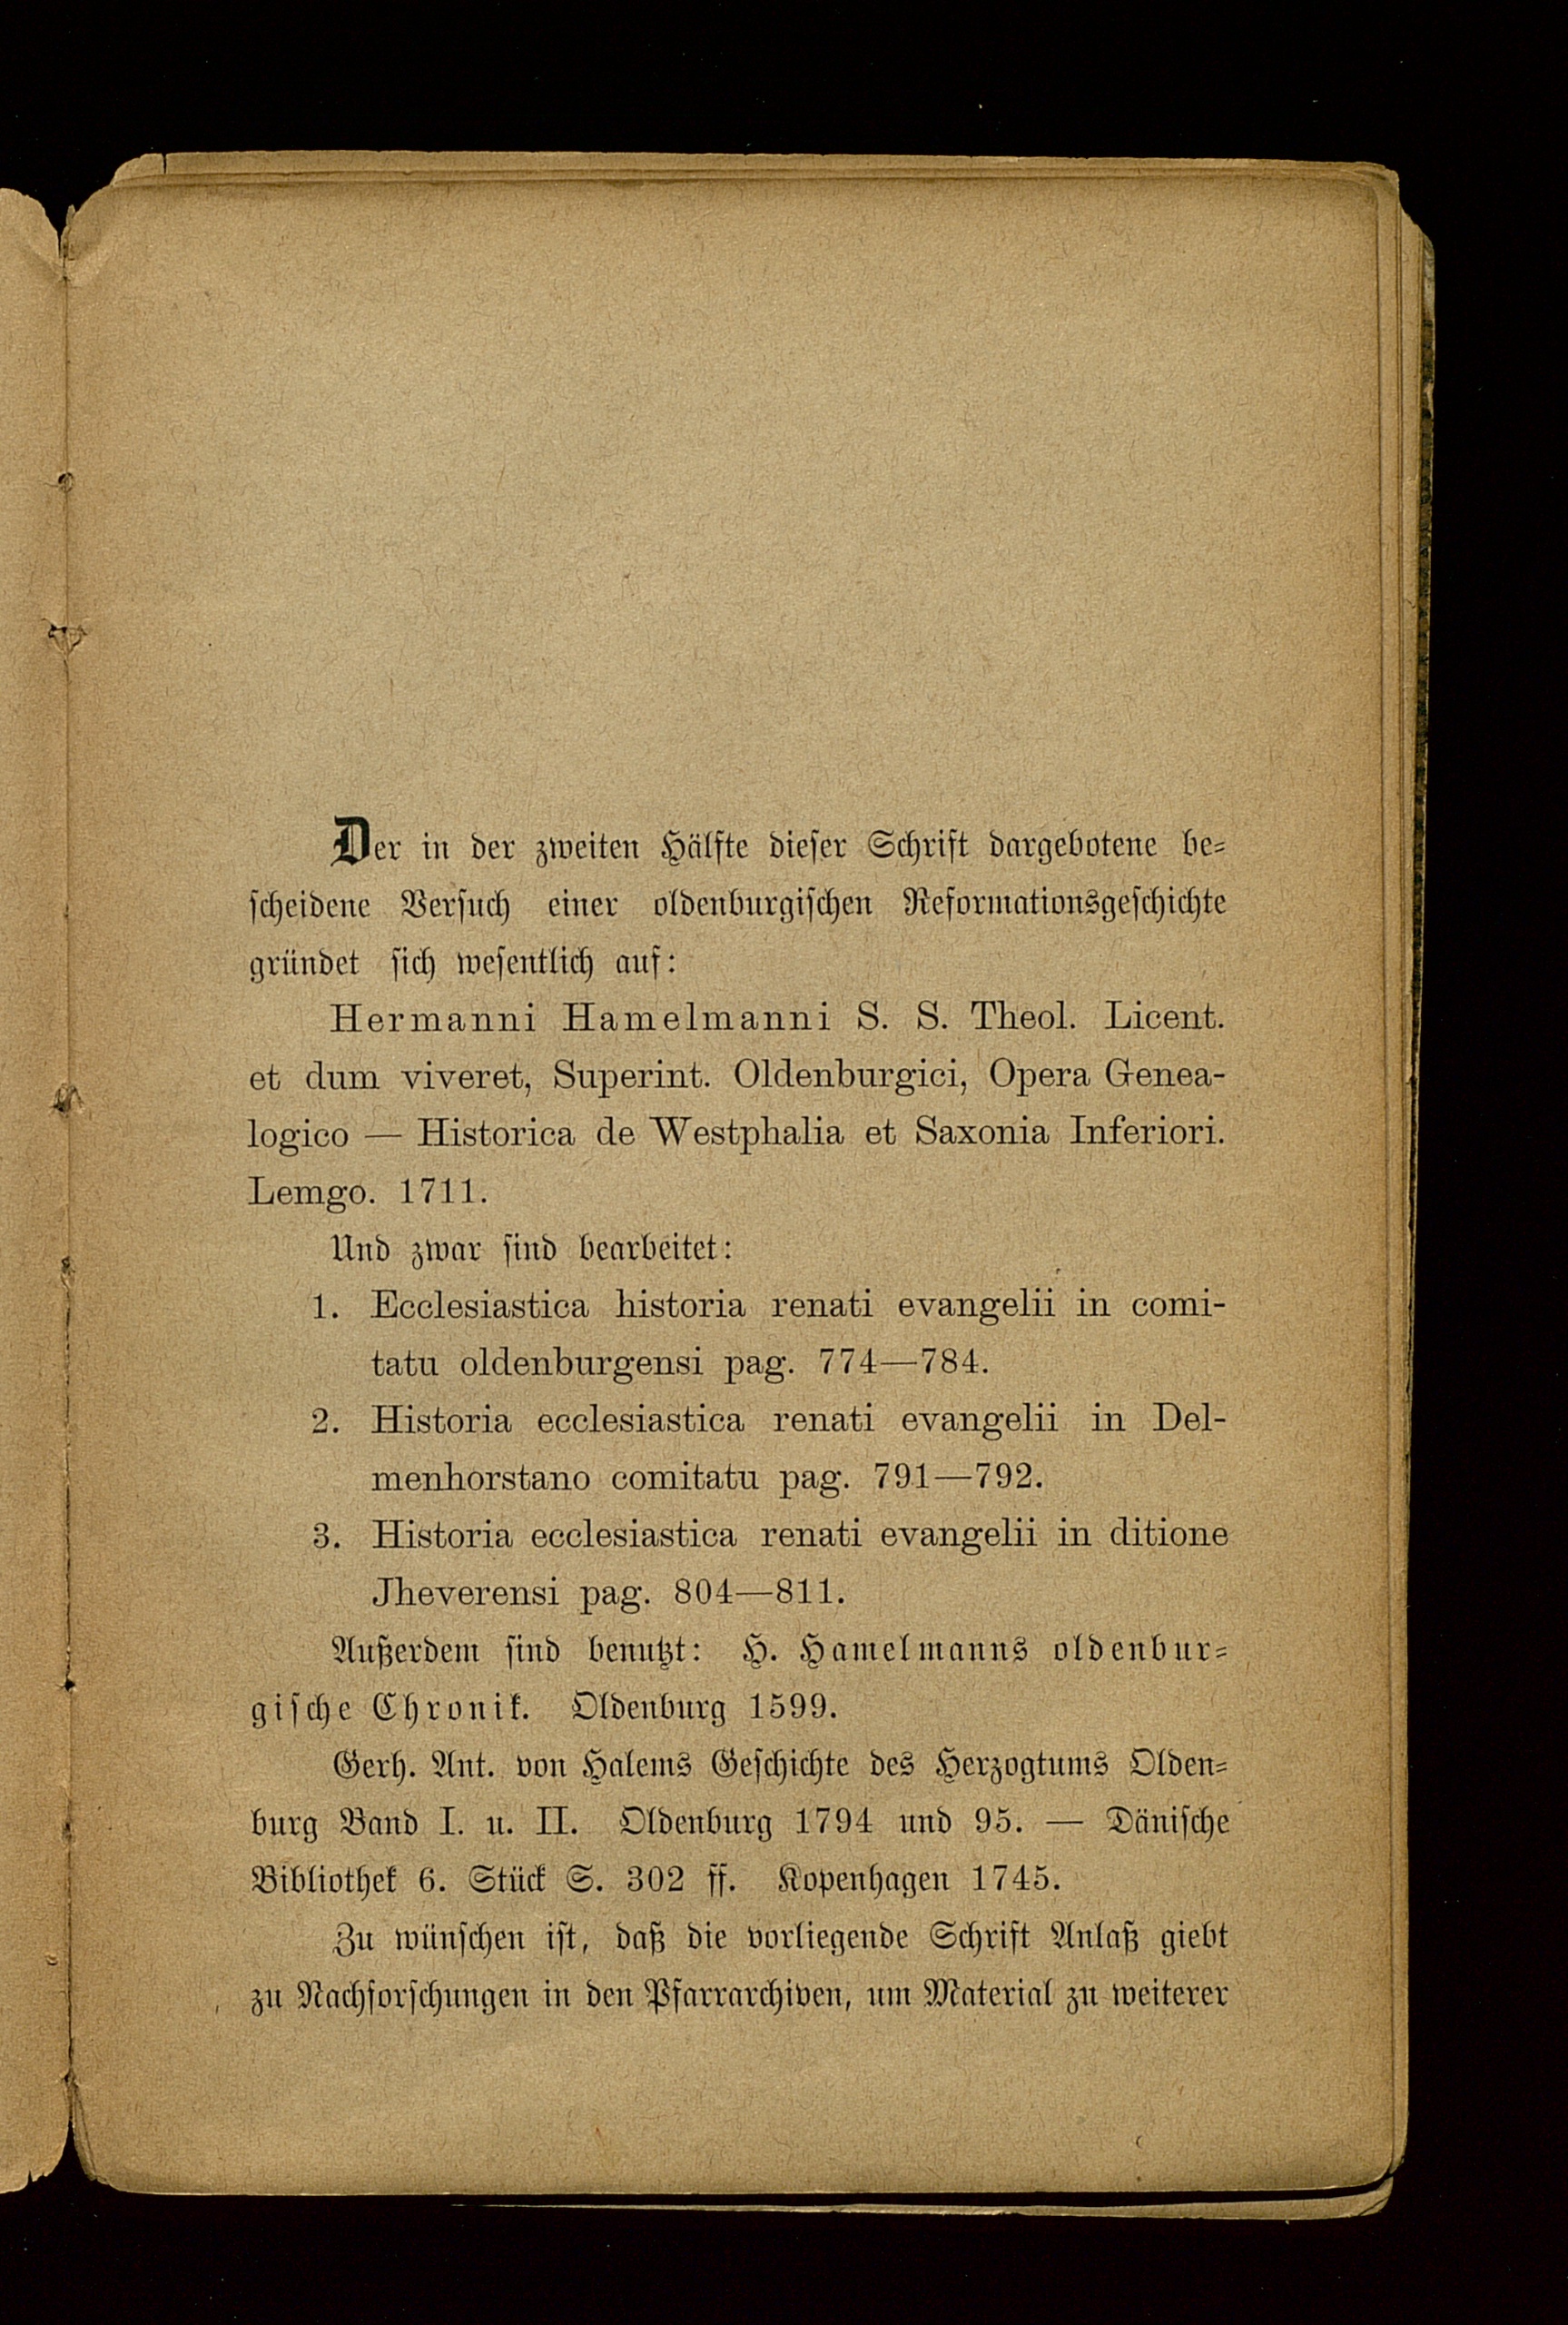 Der in der zweiten Hälfte dieser Schrift dargebotene be-
scheidene Versuch einer oldenburgischen Reformationsgeschichte
gründet sich wesentlich auf:
Hermanni Hamelmanni S. S. Theol. Licent.
et dum viveret, Superint. Oldenburgici, Opera Genea-
logico — Historica de Westphalia et Saxonia Inferiori.
Lemgo. 1711.
Und zwar sind bearbeitet:
1. Ecclesiastica historia renati evangelii in comi-
tatu oldenburgensi pag. 774—784.
2. Historia ecclesiastica renati evangelii in Del-
menhorstano comitatu pag. 791—792.
3. Historia ecclesiastica renati evangelii in ditione
Jheverensi pag. 804—811.
Außerdem sind benutzt: H. Hamelmanns oldenbur-
gische Chronik. Oldenburg 1599.
Gerh. Ant. von Halems Geschichte des Herzogtums Olden-
burg Band I. u. II. Oldenburg 1794 und 95. — Dänische
Bibliothek 6. Stück S. 302 ff. Kopenhagen 1745.
Zu wünschen ist, daß die vorliegende Schrift Anlaß giebt
zu Nachforschungen in den Pfarrarchiven, um Material zu weiterer